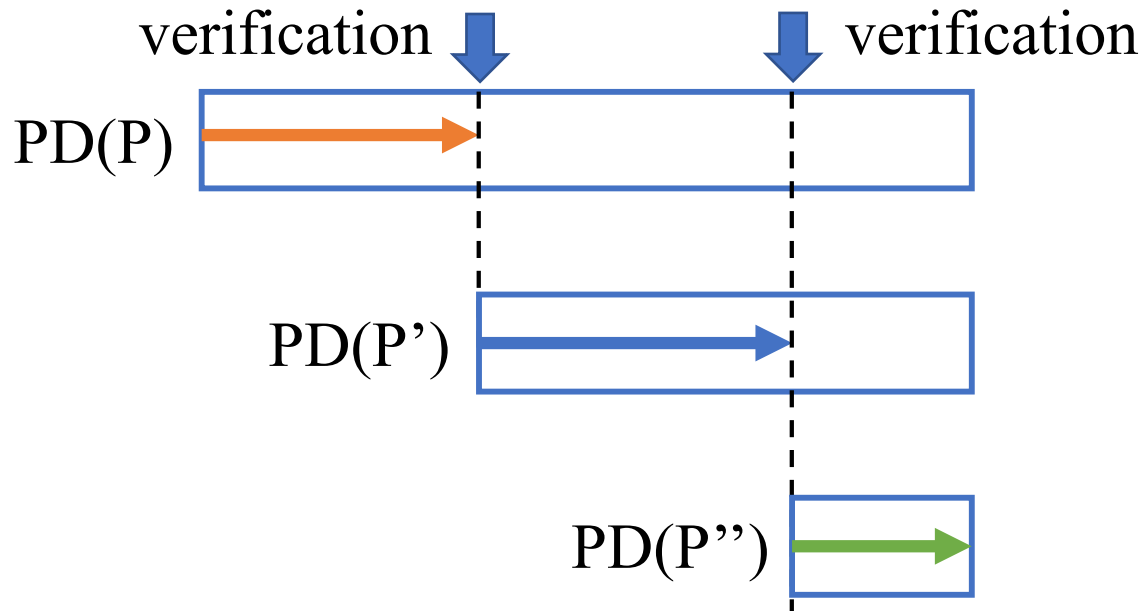 verification
verification
PD(P)
PD(P’)
PD(P’’)